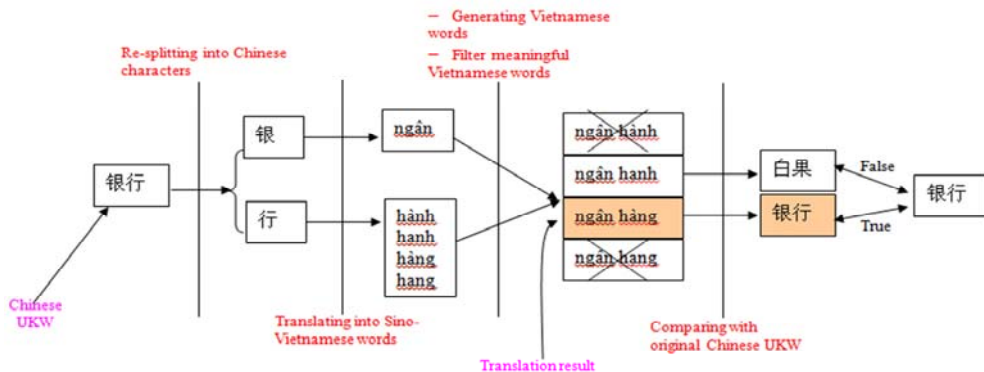 — Generating Vietnamese
words
— Filter meaningful
Vietnamese words
Re-splitting into Chinese
characters
银行
银
行
ngân
hành
hanh
hàng
hang
ngân hành
ngân hanh
ngân hàng
ngân hang
白果
银行
False
True
银行
Chinese
UKW
Translating into Sino-
Vietnamese words
Translation result
Comparing with
original Chinese UKW